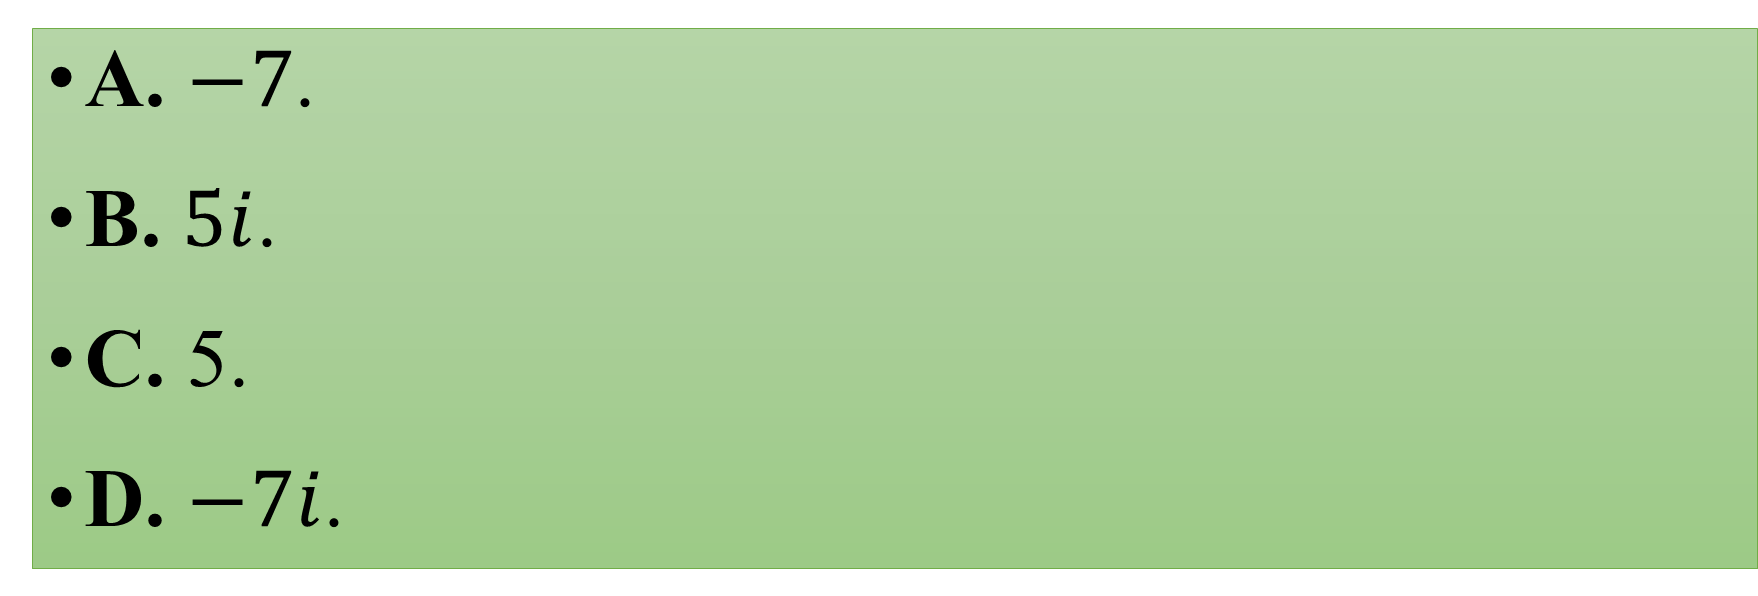 • A. −7.
• B. 5i.
• C. 5.
• D. −7i.